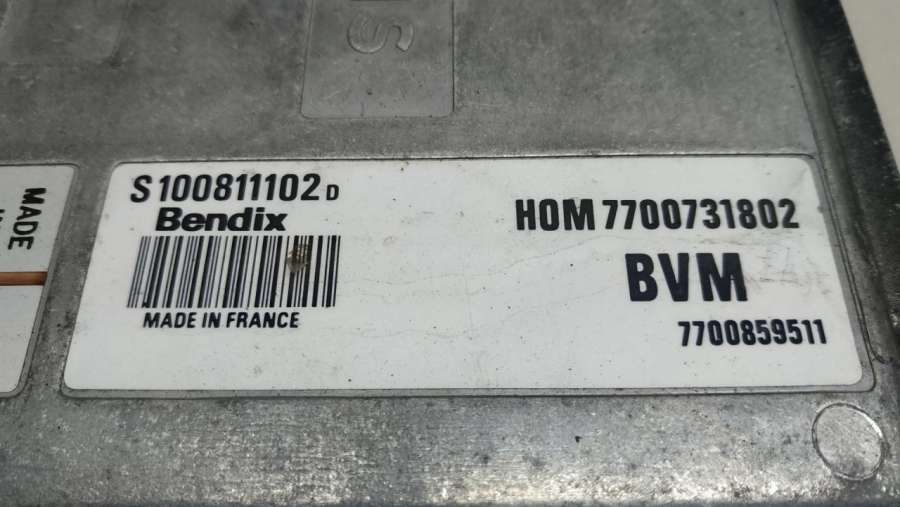 S
MADE
S100811102 D
Bendix
MADE IN FRANCE
HOM 7700731802
BVM
7700859511